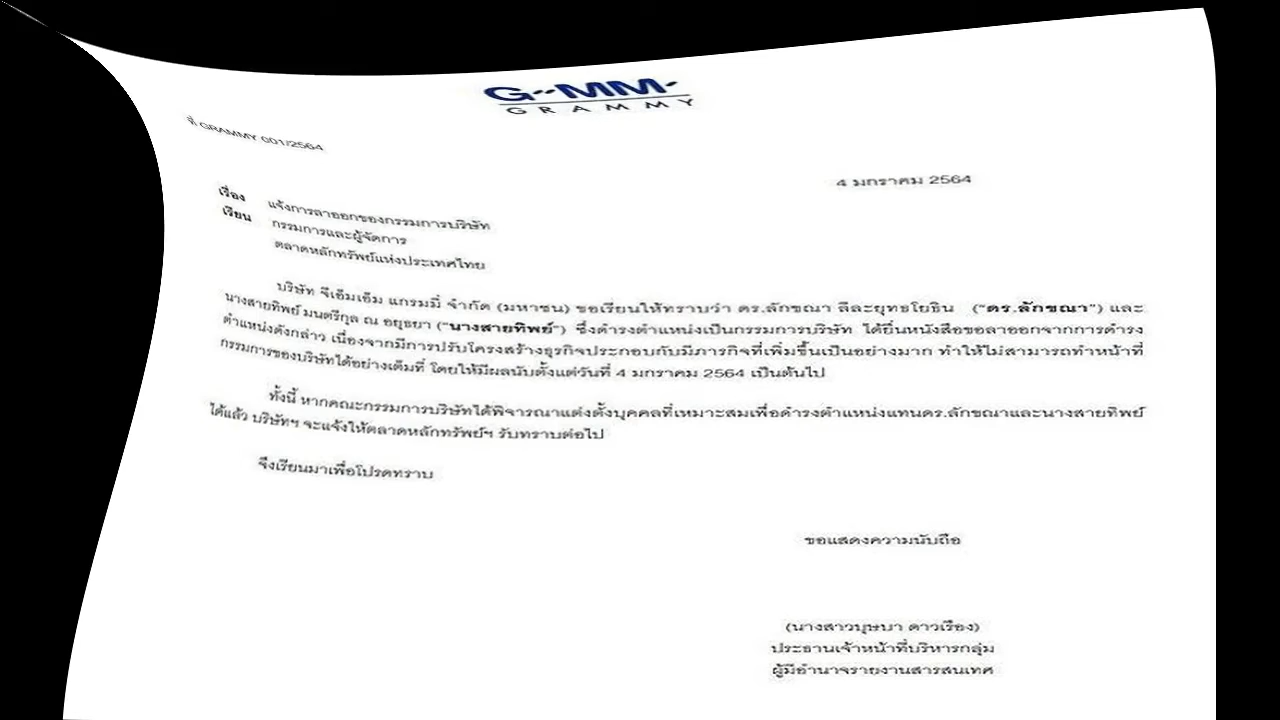 G-MM-
GRAMMY
ที่ GRAMMY 001/2564
4 มกราคม 2564
เรื่อง แจ้งการลาออกของกรรมการบริษัท
เรียน กรรมการและผู้จัดการ
ตลาดหลักทรัพย์แห่งประเทศไทย
บริษัท จีเอ็มเอ็ม แกรมมี่ จำกัด (มหาชน) ขอเรียนให้ทราบว่า ดร.ลักขณา ลีละยุทธโยธิน ("ดร.ลักขณา") และ
นางสายทิพย์ มนตรีกุล ณ อยุธยา ("นางสายทิพย์") ซึ่งดำรงตำแหน่งเป็นกรรมการบริษัท ได้ยื่นหนังสือขอลาออกจากการดำรง
ตำแหน่งดังกล่าว เนื่องจากมีการปรับโครงสร้างธุรกิจประกอบกับมีภารกิจที่เพิ่มขึ้นเป็นอย่างมาก ทำให้ไม่สามารถทำหน้าที่
กรรมการของบริษัทได้อย่างเต็มที่ โดยให้มีผลนับตั้งแต่วันที่ 4 มกราคม 2564 เป็นต้นไป
ทั้งนี้ หากคณะกรรมการบริษัทได้พิจารณาแต่งตั้งบุคคลที่เหมาะสมเพื่อดำรงตำแหน่งแทนดร.ลักขณาและนางสายทิพย์
ได้แล้ว บริษัทฯ จะแจ้งให้ตลาดหลักทรัพย์ฯ รับทราบต่อไป
จึงเรียนมาเพื่อโปรดทราบ
ขอแสดงความนับถือ
(นางสาวบุษบา ดาวเรือง)
ประธานเจ้าหน้าที่บริหารกลุ่ม
ผู้มีอำนาจรายงานสารสนเทศ